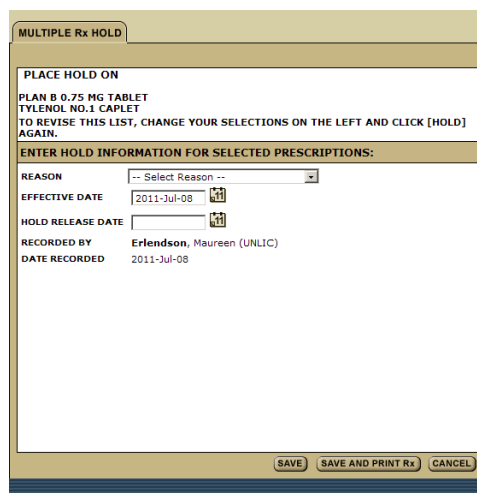 MULTIPLE Rx HOLD
PLACE HOLD ON
PLAN B 0.75 MG TABLET
TYLENOL NO.1 CAPLET
TO REVISE THIS LIST, CHANGE YOUR SELECTIONS ON THE LEFT AND CLICK [HOLD]
AGAIN.
ENTER HOLD INFORMATION FOR SELECTED PRESCRIPTIONS:
REASON -- Select Reason --
EFFECTIVE DATE 2011-Jul-08 11
HOLD RELEASE DATE 11
RECORDED BY Erlendson, Maureen (UNLIC)
DATE RECORDED 2011-Jul-08
SAVE SAVE AND PRINT Rx CANCEL